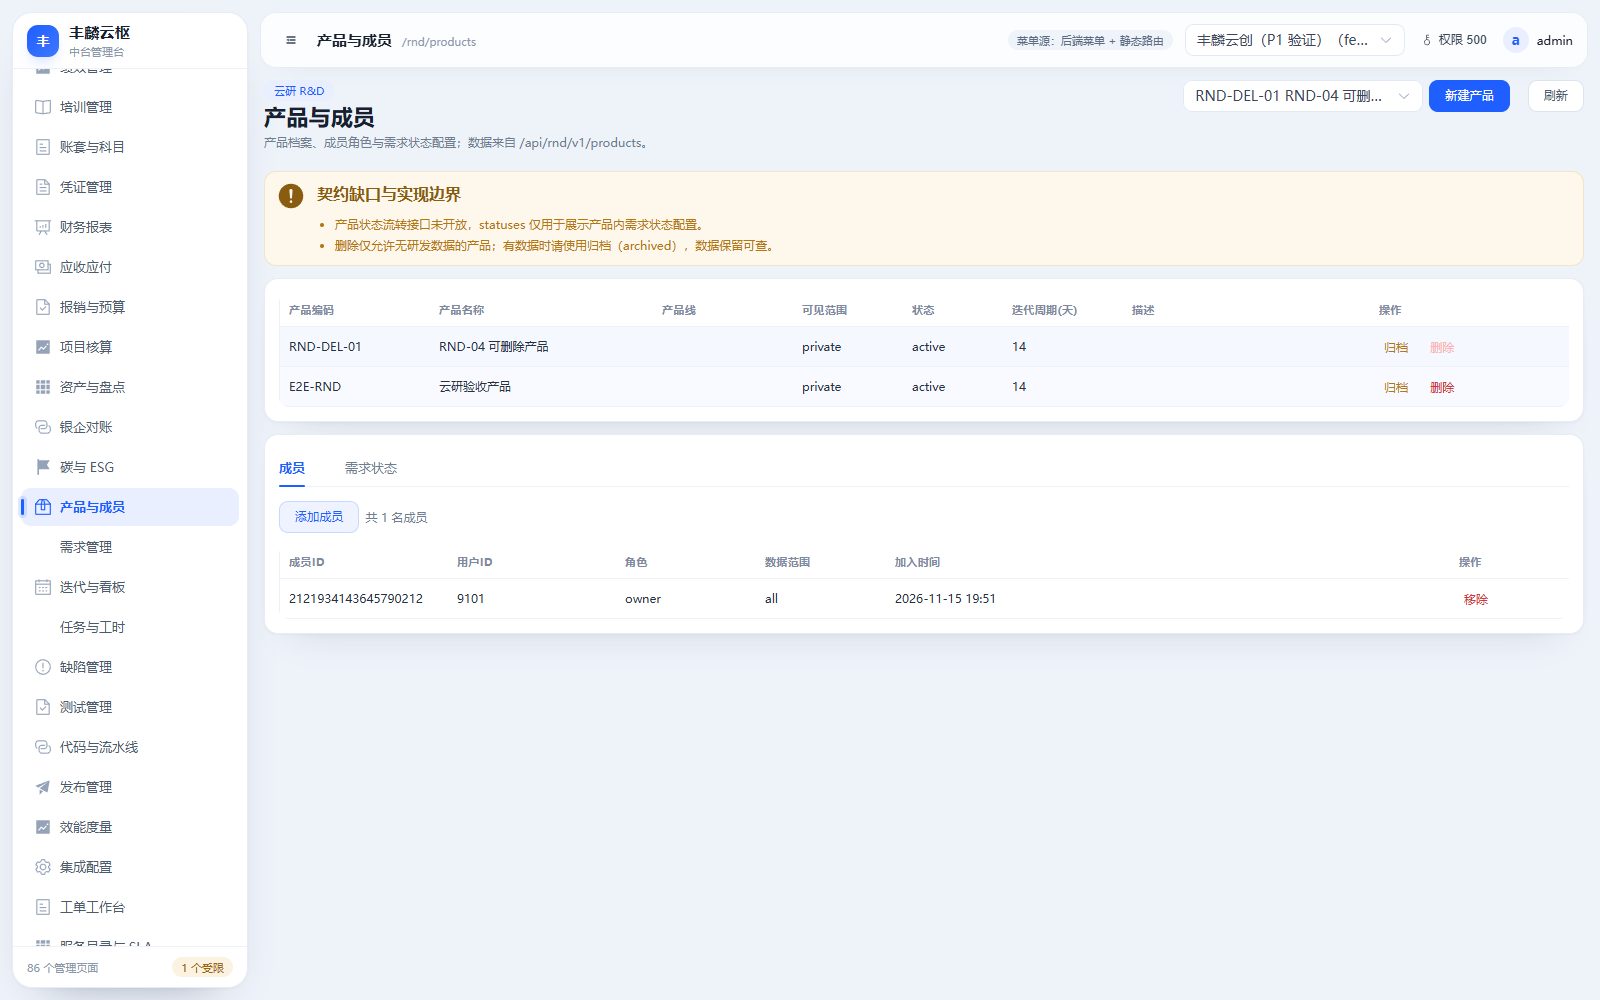 丰
丰麟云枢
中台管理台
绩效管理
培训管理
账套与科目
凭证管理
财务报表
应收应付
报销与预算
项目核算
资产与盘点
银企对账
碳与 ESG
产品与成员
需求管理
迭代与看板
任务与工时
缺陷管理
测试管理
代码与流水线
发布管理
效能度量
集成配置
工单工作台
服务目录与 SLA
86 个管理页面
1 个受限
产品与成员 /rnd/products
菜单源：后端菜单 + 静态路由
丰麟云创（P1 验证）（fe...
权限 500
a admin
云研 R&D
产品与成员
产品档案、成员角色与需求状态配置；数据来自 /api/rnd/v1/products。
RND-DEL-01 RND-04 可删...
新建产品
刷新
契约缺口与实现边界
• 产品状态流转接口未开放，statuses 仅用于展示产品内需求状态配置。
• 删除仅允许无研发数据的产品；有数据时请使用归档（archived），数据保留可查。
产品编码 产品名称 产品线 可见范围 状态 迭代周期(天) 描述 操作
RND-DEL-01 RND-04 可删除产品 private active 14 归档 删除
E2E-RND 云研验收产品 private active 14 归档 删除
成员 需求状态
添加成员 共 1 名成员
成员ID 用户ID 角色 数据范围 加入时间 操作
2121934143645790212 9101 owner all 2026-11-15 19:51 移除